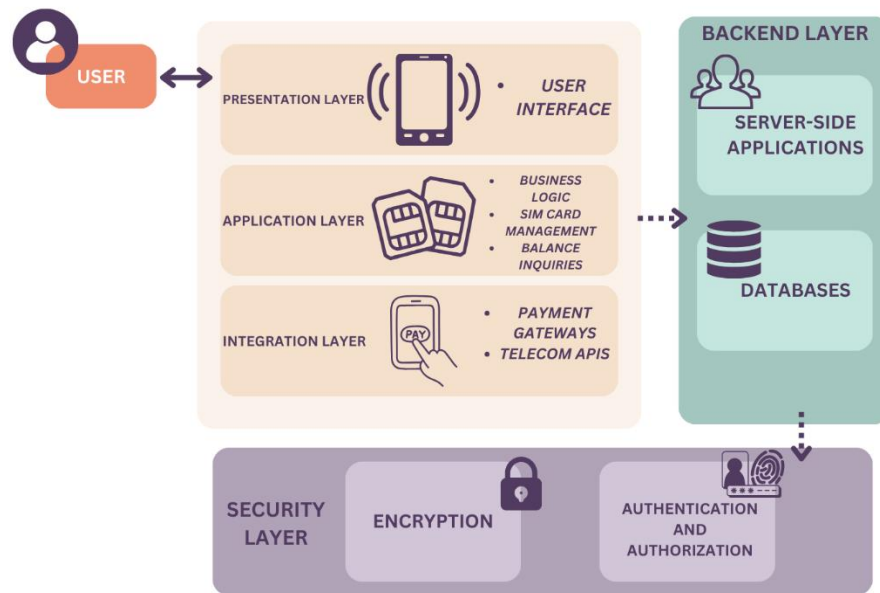 USER
PRESENTATION LAYER
• USER
INTERFACE
APPLICATION LAYER
• BUSINESS
LOGIC
• SIM CARD
MANAGEMENT
• BALANCE
INQUIRIES
INTEGRATION LAYER
PAY
• PAYMENT
GATEWAYS
• TELECOM APIS
BACKEND LAYER
SERVER-SIDE
APPLICATIONS
DATABASES
SECURITY
LAYER
ENCRYPTION
AUTHENTICATION
AND
AUTHORIZATION